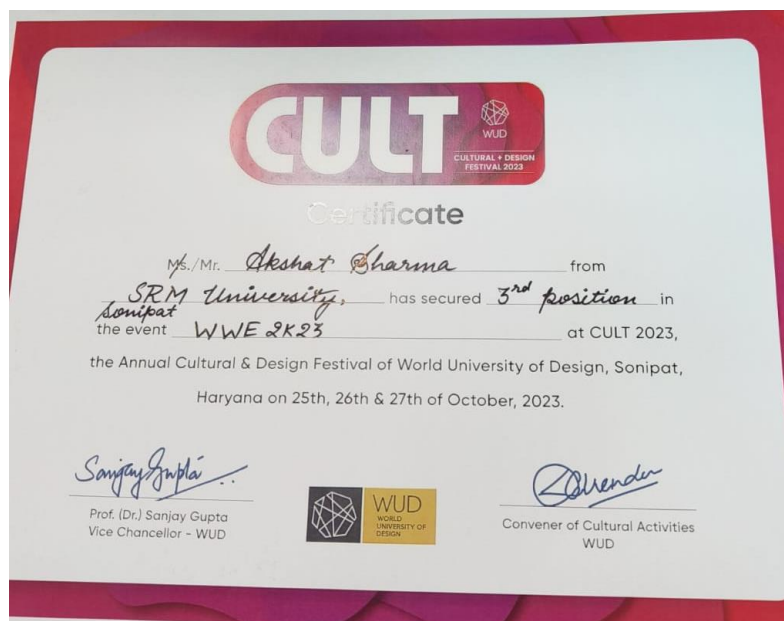 CULT
WUD
CULTURAL + DESIGN
FESTIVAL 2023
Certificate
Ms./Mr. Akshat Sharma from
SRM University, has secured 3rd position in
Sonipat
the event WWE 2K23 at CULT 2023,
the Annual Cultural & Design Festival of World University of Design, Sonipat,
Haryana on 25th, 26th & 27th of October, 2023.
Sanjay Gupta
Prof. (Dr.) Sanjay Gupta
Vice Chancellor - WUD
WUD
WORLD
UNIVERSITY OF
DESIGN
Convener of Cultural Activities
WUD